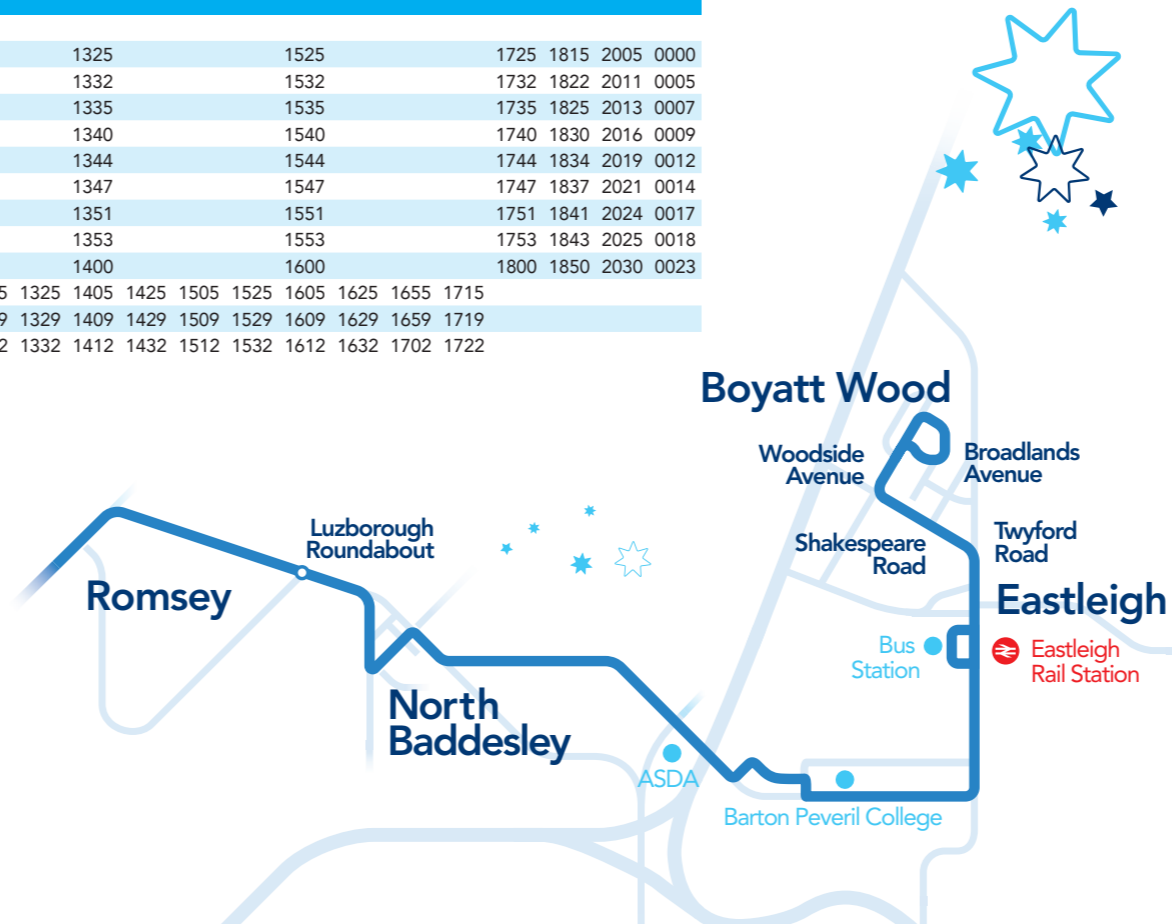 1325 1525 1725 1815 2005 0000
1332 1532 1732 1822 2011 0005
1335 1535 1735 1825 2013 0007
1340 1540 1740 1830 2016 0009
1344 1544 1744 1834 2019 0012
1347 1547 1747 1837 2021 0014
1351 1551 1751 1841 2024 0017
1353 1553 1753 1843 2025 0018
1400 1600 1800 1850 2030 0023
5 1325 1405 1425 1505 1525 1605 1625 1655 1715
9 1329 1409 1429 1509 1529 1609 1629 1659 1719
2 1332 1412 1432 1512 1532 1612 1632 1702 1722
Boyatt Wood
Woodside
Avenue
Broadlands
Avenue
Luzborough
Roundabout
Shakespeare
Road
Twyford
Road
Romsey
Eastleigh
Bus
Station
Eastleigh
Rail Station
North
Baddesley
ASDA
Barton Peveril College